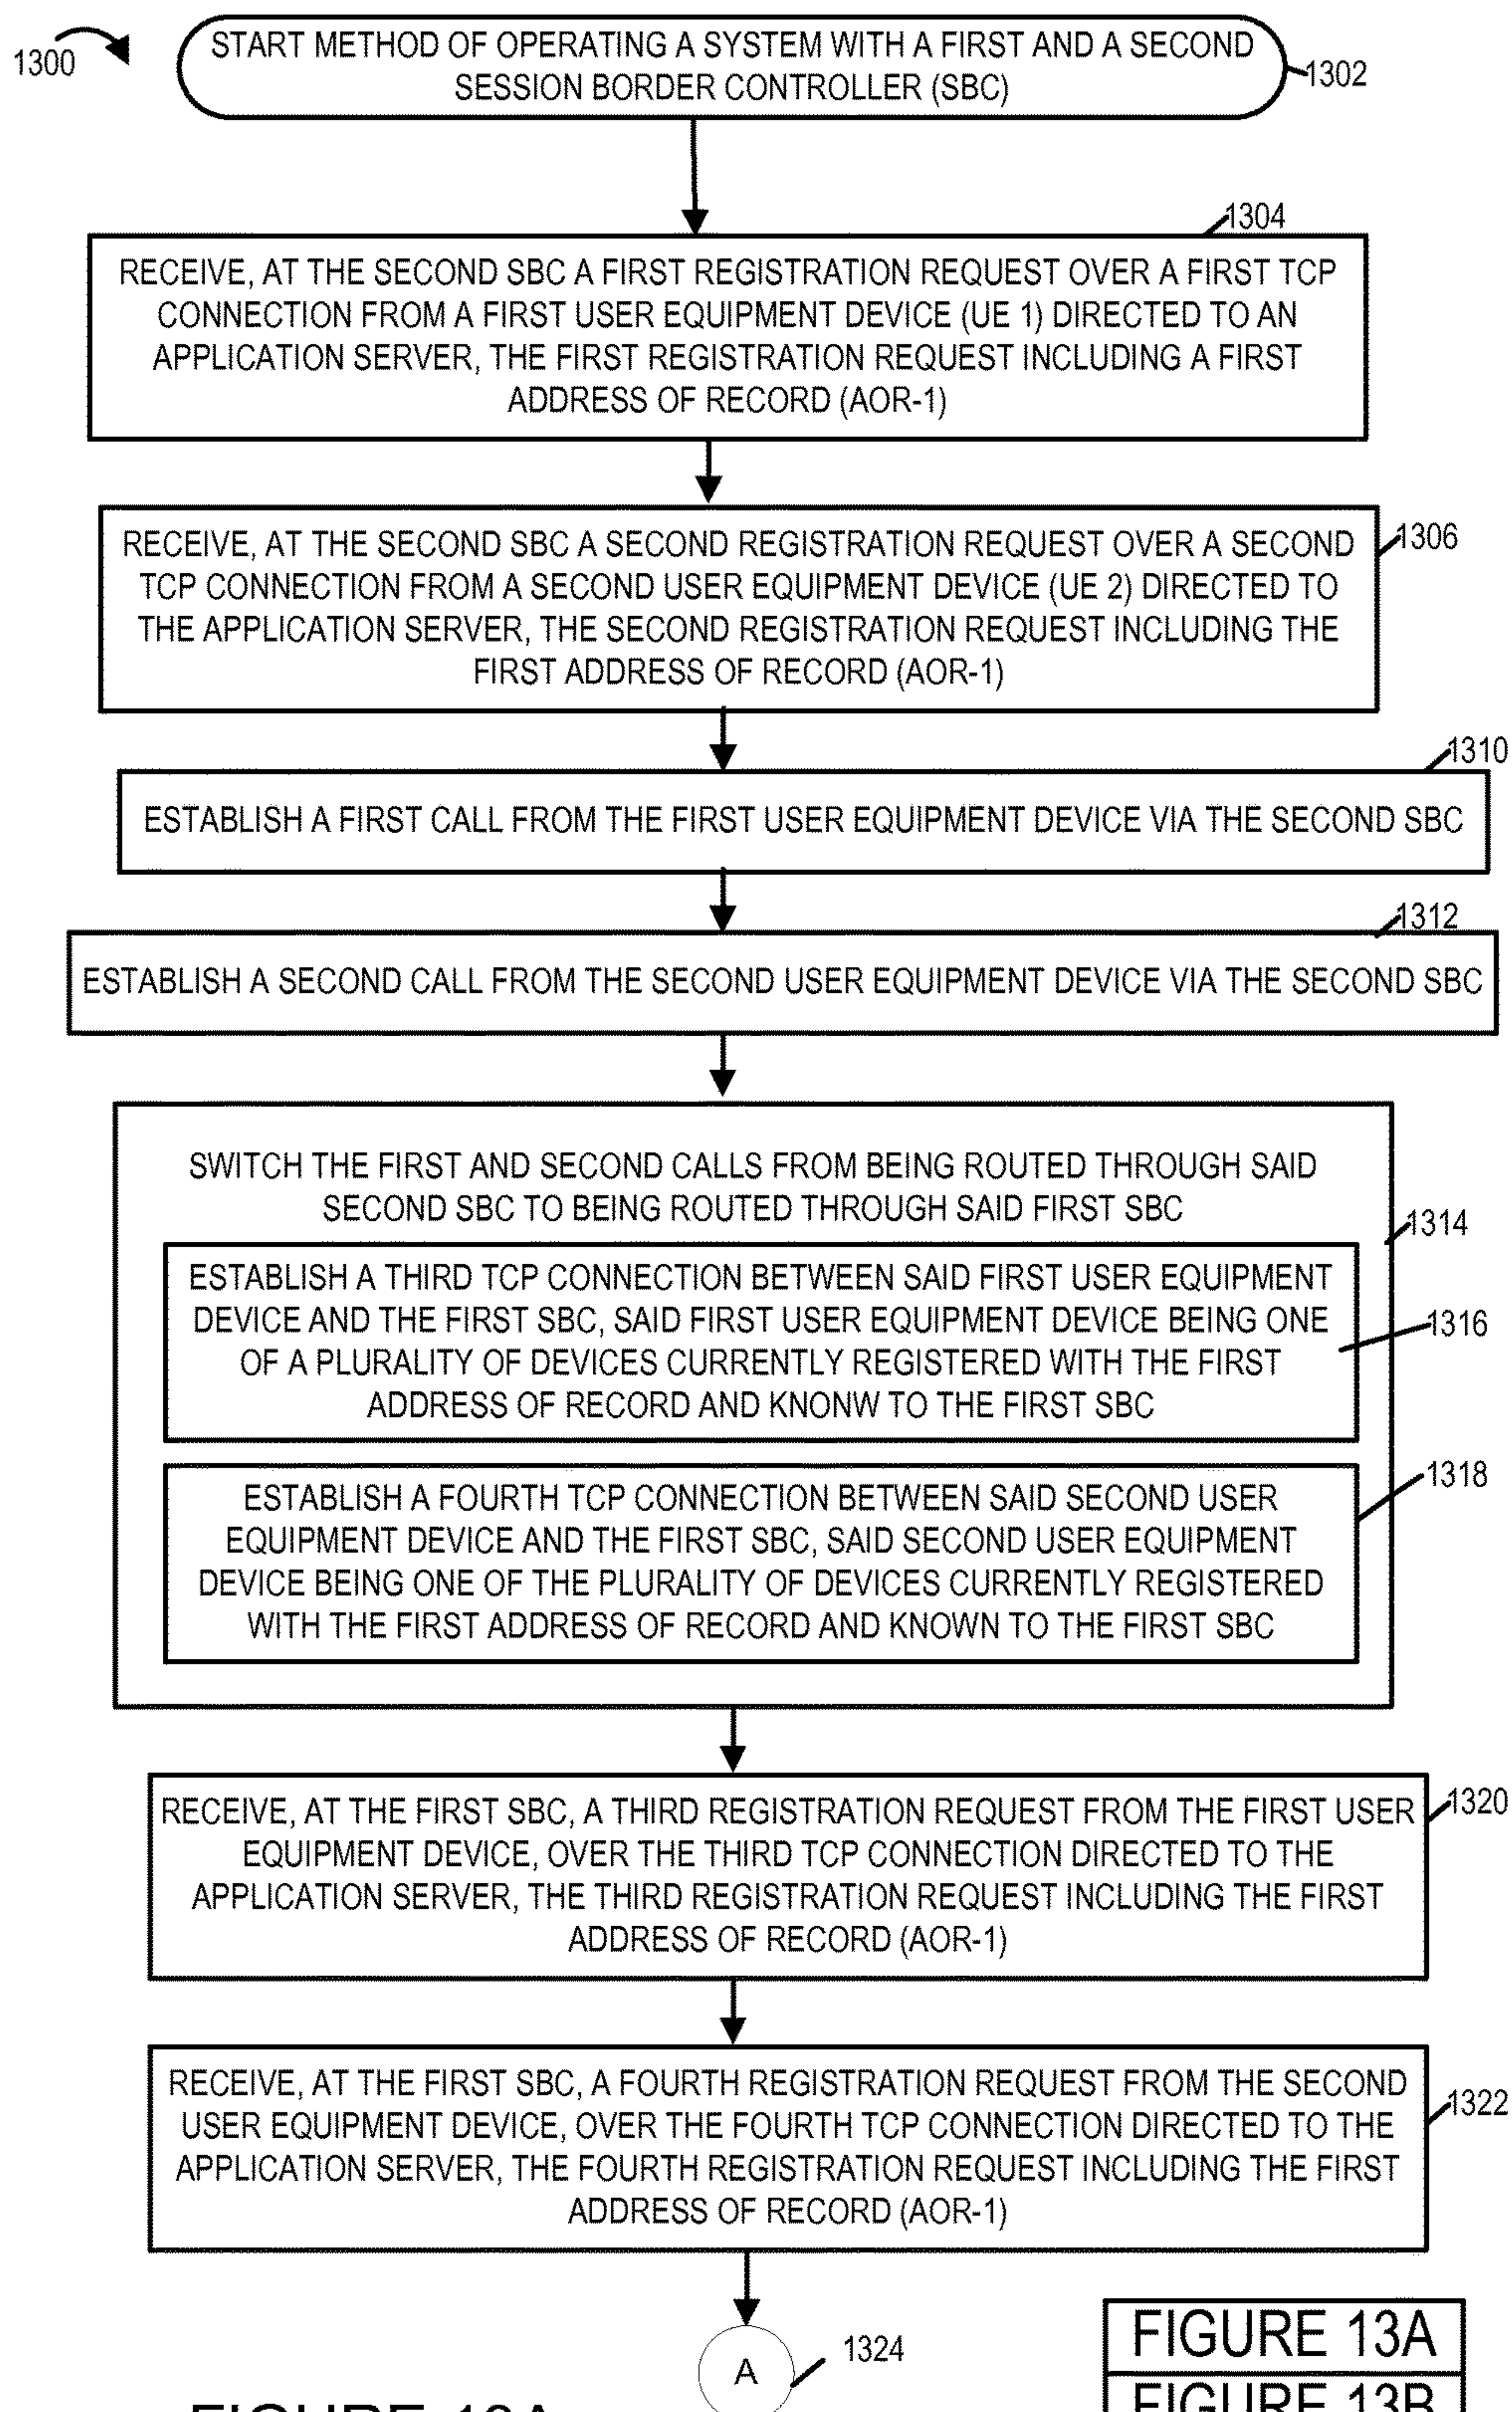 1300
START METHOD OF OPERATING A SYSTEM WITH A FIRST AND A SECOND
SESSION BORDER CONTROLLER (SBC)
1302
1304
RECEIVE, AT THE SECOND SBC A FIRST REGISTRATION REQUEST OVER A FIRST TCP
CONNECTION FROM A FIRST USER EQUIPMENT DEVICE (UE 1) DIRECTED TO AN
APPLICATION SERVER, THE FIRST REGISTRATION REQUEST INCLUDING A FIRST
ADDRESS OF RECORD (AOR-1)
1306
RECEIVE, AT THE SECOND SBC A SECOND REGISTRATION REQUEST OVER A SECOND
TCP CONNECTION FROM A SECOND USER EQUIPMENT DEVICE (UE 2) DIRECTED TO
THE APPLICATION SERVER, THE SECOND REGISTRATION REQUEST INCLUDING THE
FIRST ADDRESS OF RECORD (AOR-1)
1310
ESTABLISH A FIRST CALL FROM THE FIRST USER EQUIPMENT DEVICE VIA THE SECOND SBC
1312
ESTABLISH A SECOND CALL FROM THE SECOND USER EQUIPMENT DEVICE VIA THE SECOND SBC
SWITCH THE FIRST AND SECOND CALLS FROM BEING ROUTED THROUGH SAID
SECOND SBC TO BEING ROUTED THROUGH SAID FIRST SBC
1314
ESTABLISH A THIRD TCP CONNECTION BETWEEN SAID FIRST USER EQUIPMENT
DEVICE AND THE FIRST SBC, SAID FIRST USER EQUIPMENT DEVICE BEING ONE
OF A PLURALITY OF DEVICES CURRENTLY REGISTERED WITH THE FIRST
ADDRESS OF RECORD AND KNONW TO THE FIRST SBC
1316
ESTABLISH A FOURTH TCP CONNECTION BETWEEN SAID SECOND USER
EQUIPMENT DEVICE AND THE FIRST SBC, SAID SECOND USER EQUIPMENT
DEVICE BEING ONE OF THE PLURALITY OF DEVICES CURRENTLY REGISTERED
WITH THE FIRST ADDRESS OF RECORD AND KNOWN TO THE FIRST SBC
1318
RECEIVE, AT THE FIRST SBC, A THIRD REGISTRATION REQUEST FROM THE FIRST USER
EQUIPMENT DEVICE, OVER THE THIRD TCP CONNECTION DIRECTED TO THE
APPLICATION SERVER, THE THIRD REGISTRATION REQUEST INCLUDING THE FIRST
ADDRESS OF RECORD (AOR-1)
1320
RECEIVE, AT THE FIRST SBC, A FOURTH REGISTRATION REQUEST FROM THE SECOND
USER EQUIPMENT DEVICE, OVER THE FOURTH TCP CONNECTION DIRECTED TO THE
APPLICATION SERVER, THE FOURTH REGISTRATION REQUEST INCLUDING THE FIRST
ADDRESS OF RECORD (AOR-1)
1322
A
1324
FIGURE 13A
FIGURE 13B
FIGURE 13A